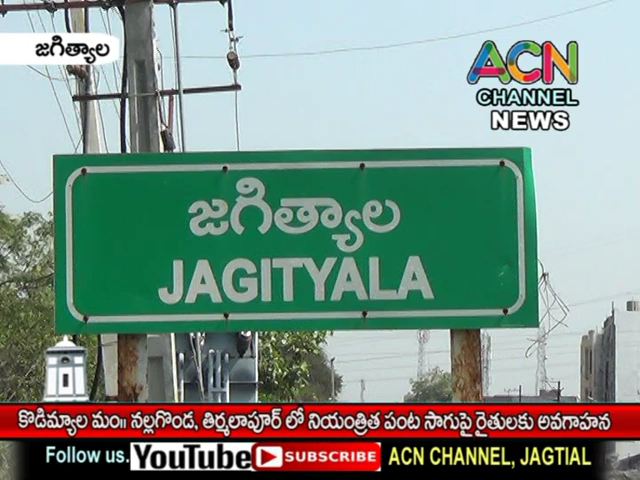 జగిత్యాల
ACN
CHANNEL
NEWS
జగిత్యాల
JAGITYALA
కొడిమ్యాల మం॥ నల్లగొండ, తిర్మలాపూర్ లో నియంత్రిత పంట సాగుపై రైతులకు అవగాహన
Follow us. YouTube SUBSCRIBE ACN CHANNEL, JAGTIAL